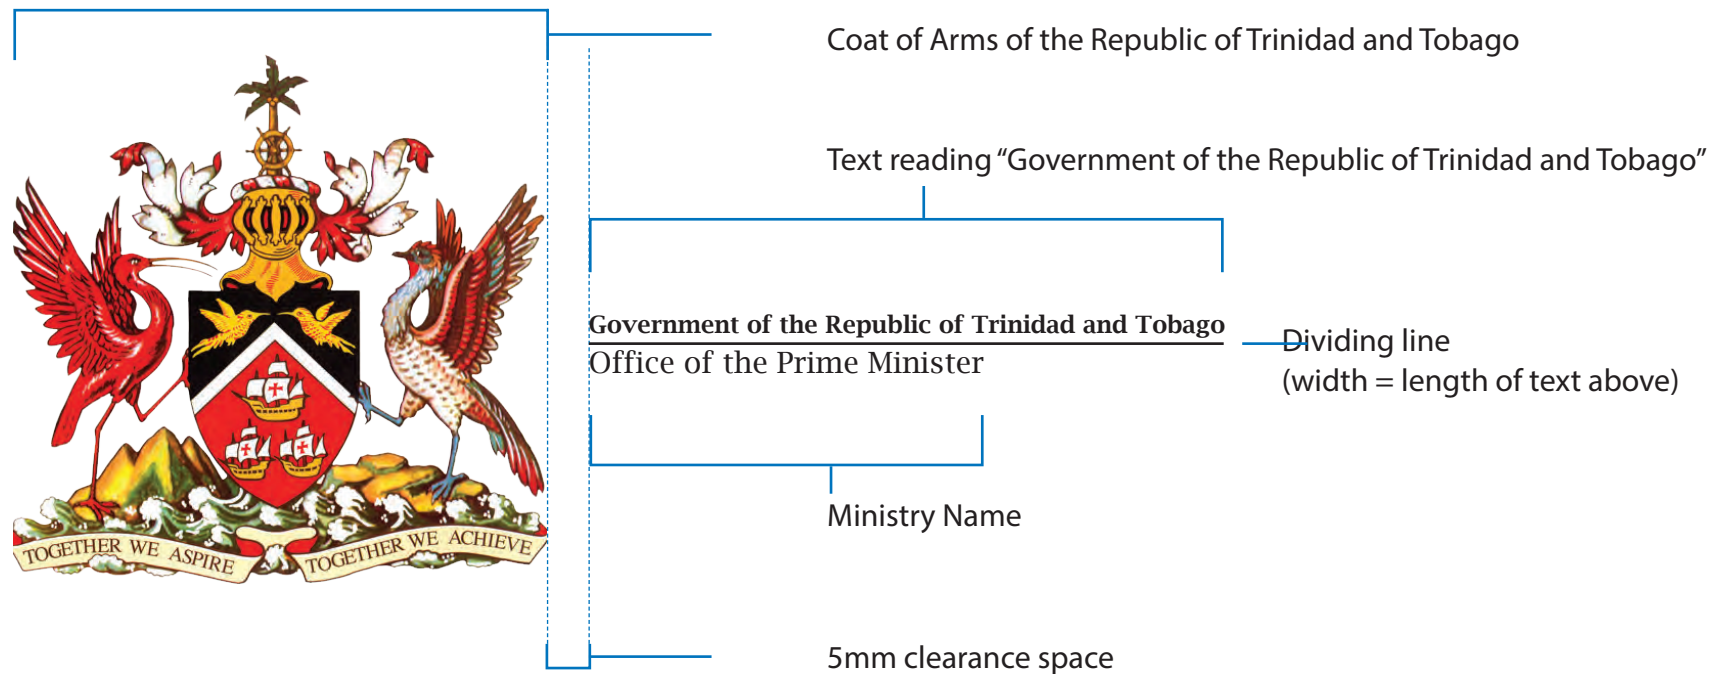 Coat of Arms of the Republic of Trinidad and Tobago
Text reading “Government of the Republic of Trinidad and Tobago”
Government of the Republic of Trinidad and Tobago
Office of the Prime Minister
Dividing line
(width = length of text above)
Ministry Name
TOGETHER WE ASPIRE TOGETHER WE ACHIEVE
5mm clearance space